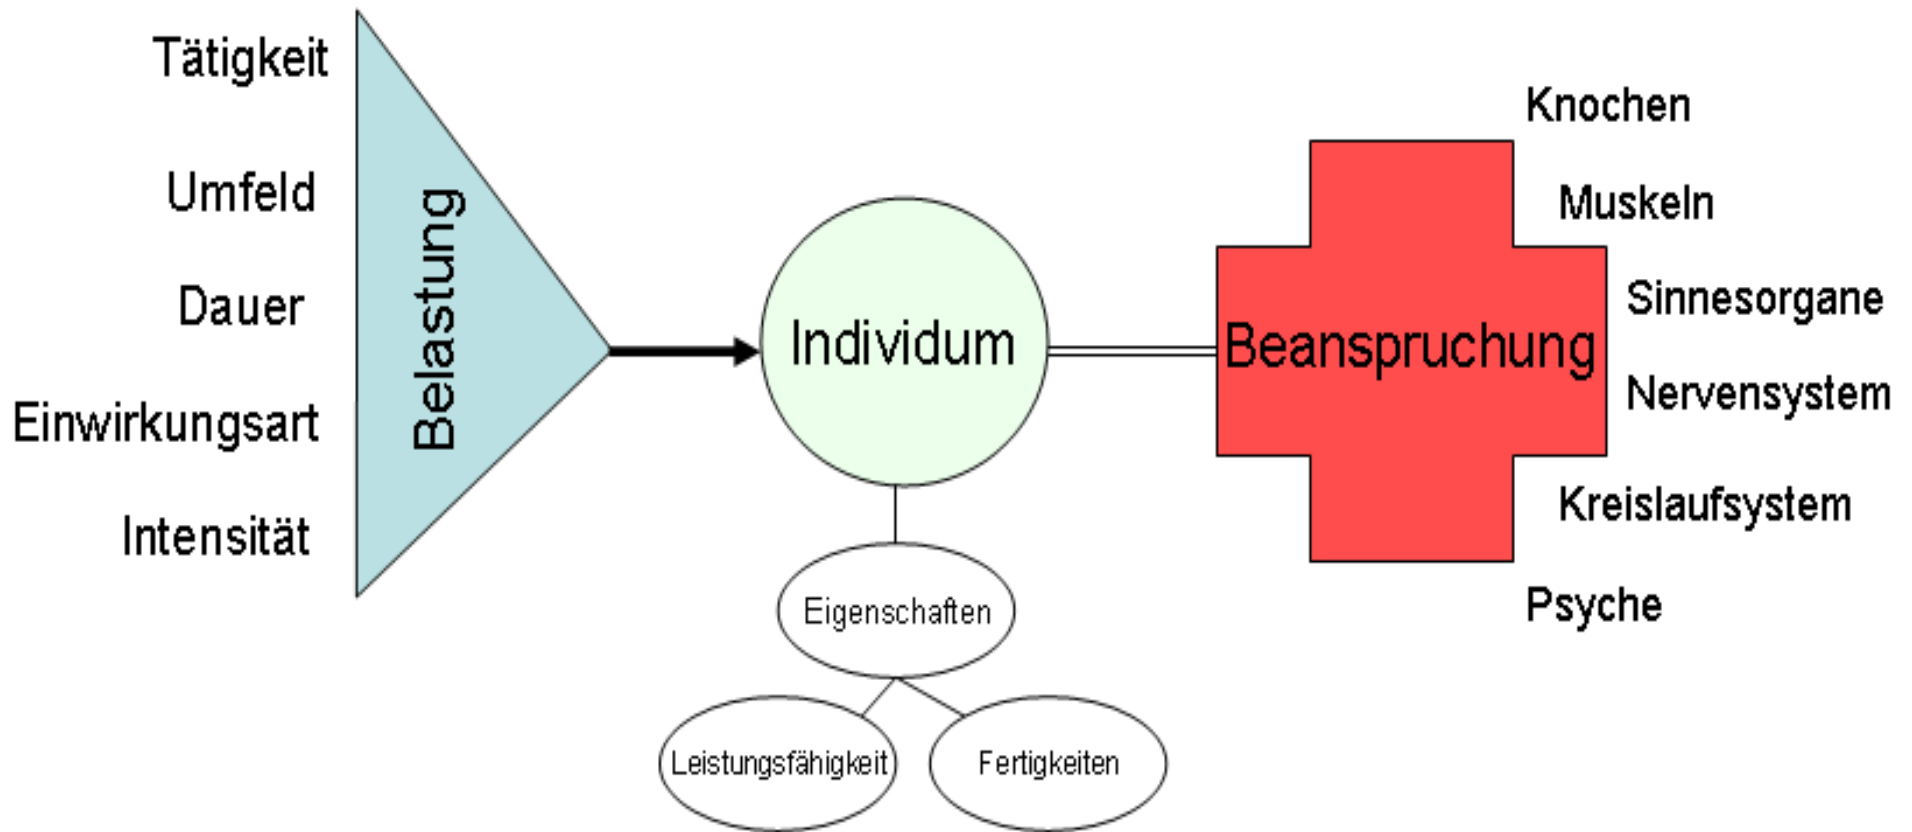 Tätigkeit
Umfeld
Dauer
Einwirkungsart
Intensität
Belastung
Individum
Eigenschaften
Leistungsfähigkeit
Fertigkeiten
Beanspruchung
Knochen
Muskeln
Sinnesorgane
Nervensystem
Kreislaufsystem
Psyche